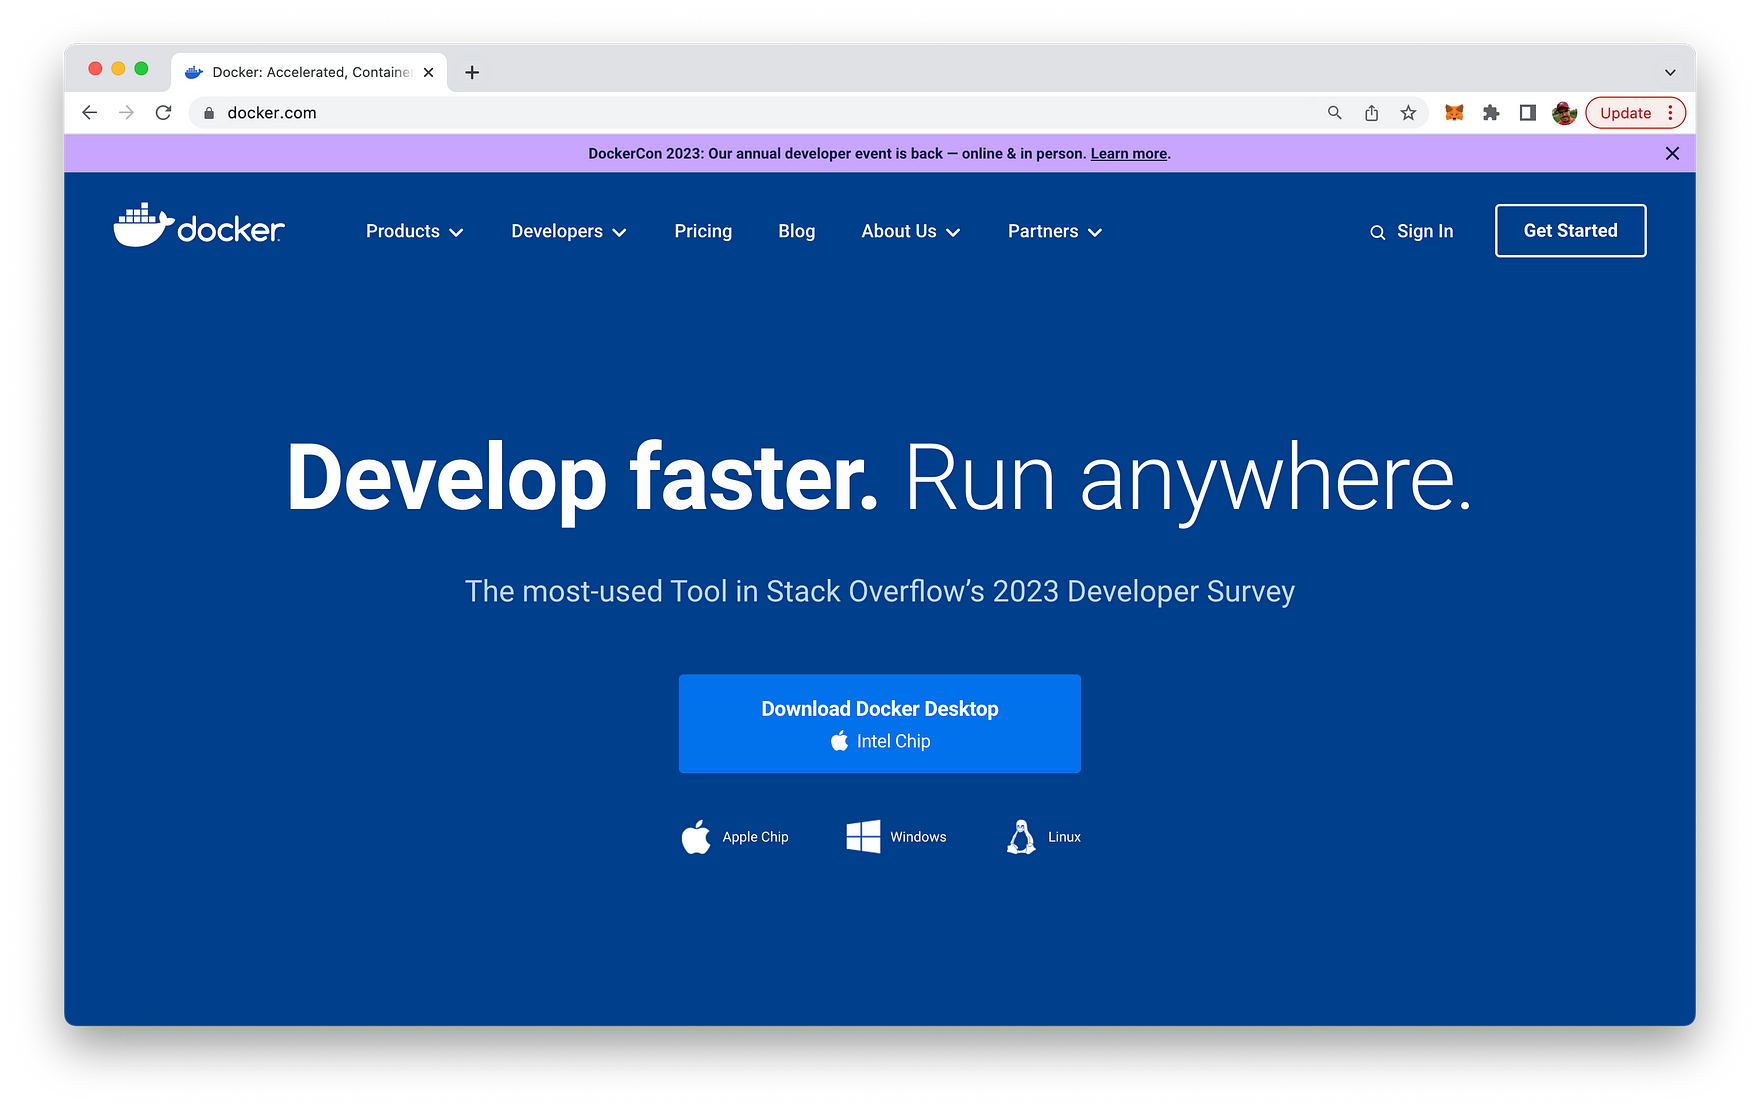 Docker: Accelerated, Containe
docker.com
Update
DockerCon 2023: Our annual developer event is back — online & in person. Learn more.
docker
Products
Developers
Pricing
Blog
About Us
Partners
Sign In
Get Started
Develop faster. Run anywhere.
The most-used Tool in Stack Overflow’s 2023 Developer Survey
Download Docker Desktop
Intel Chip
Apple Chip
Windows
Linux